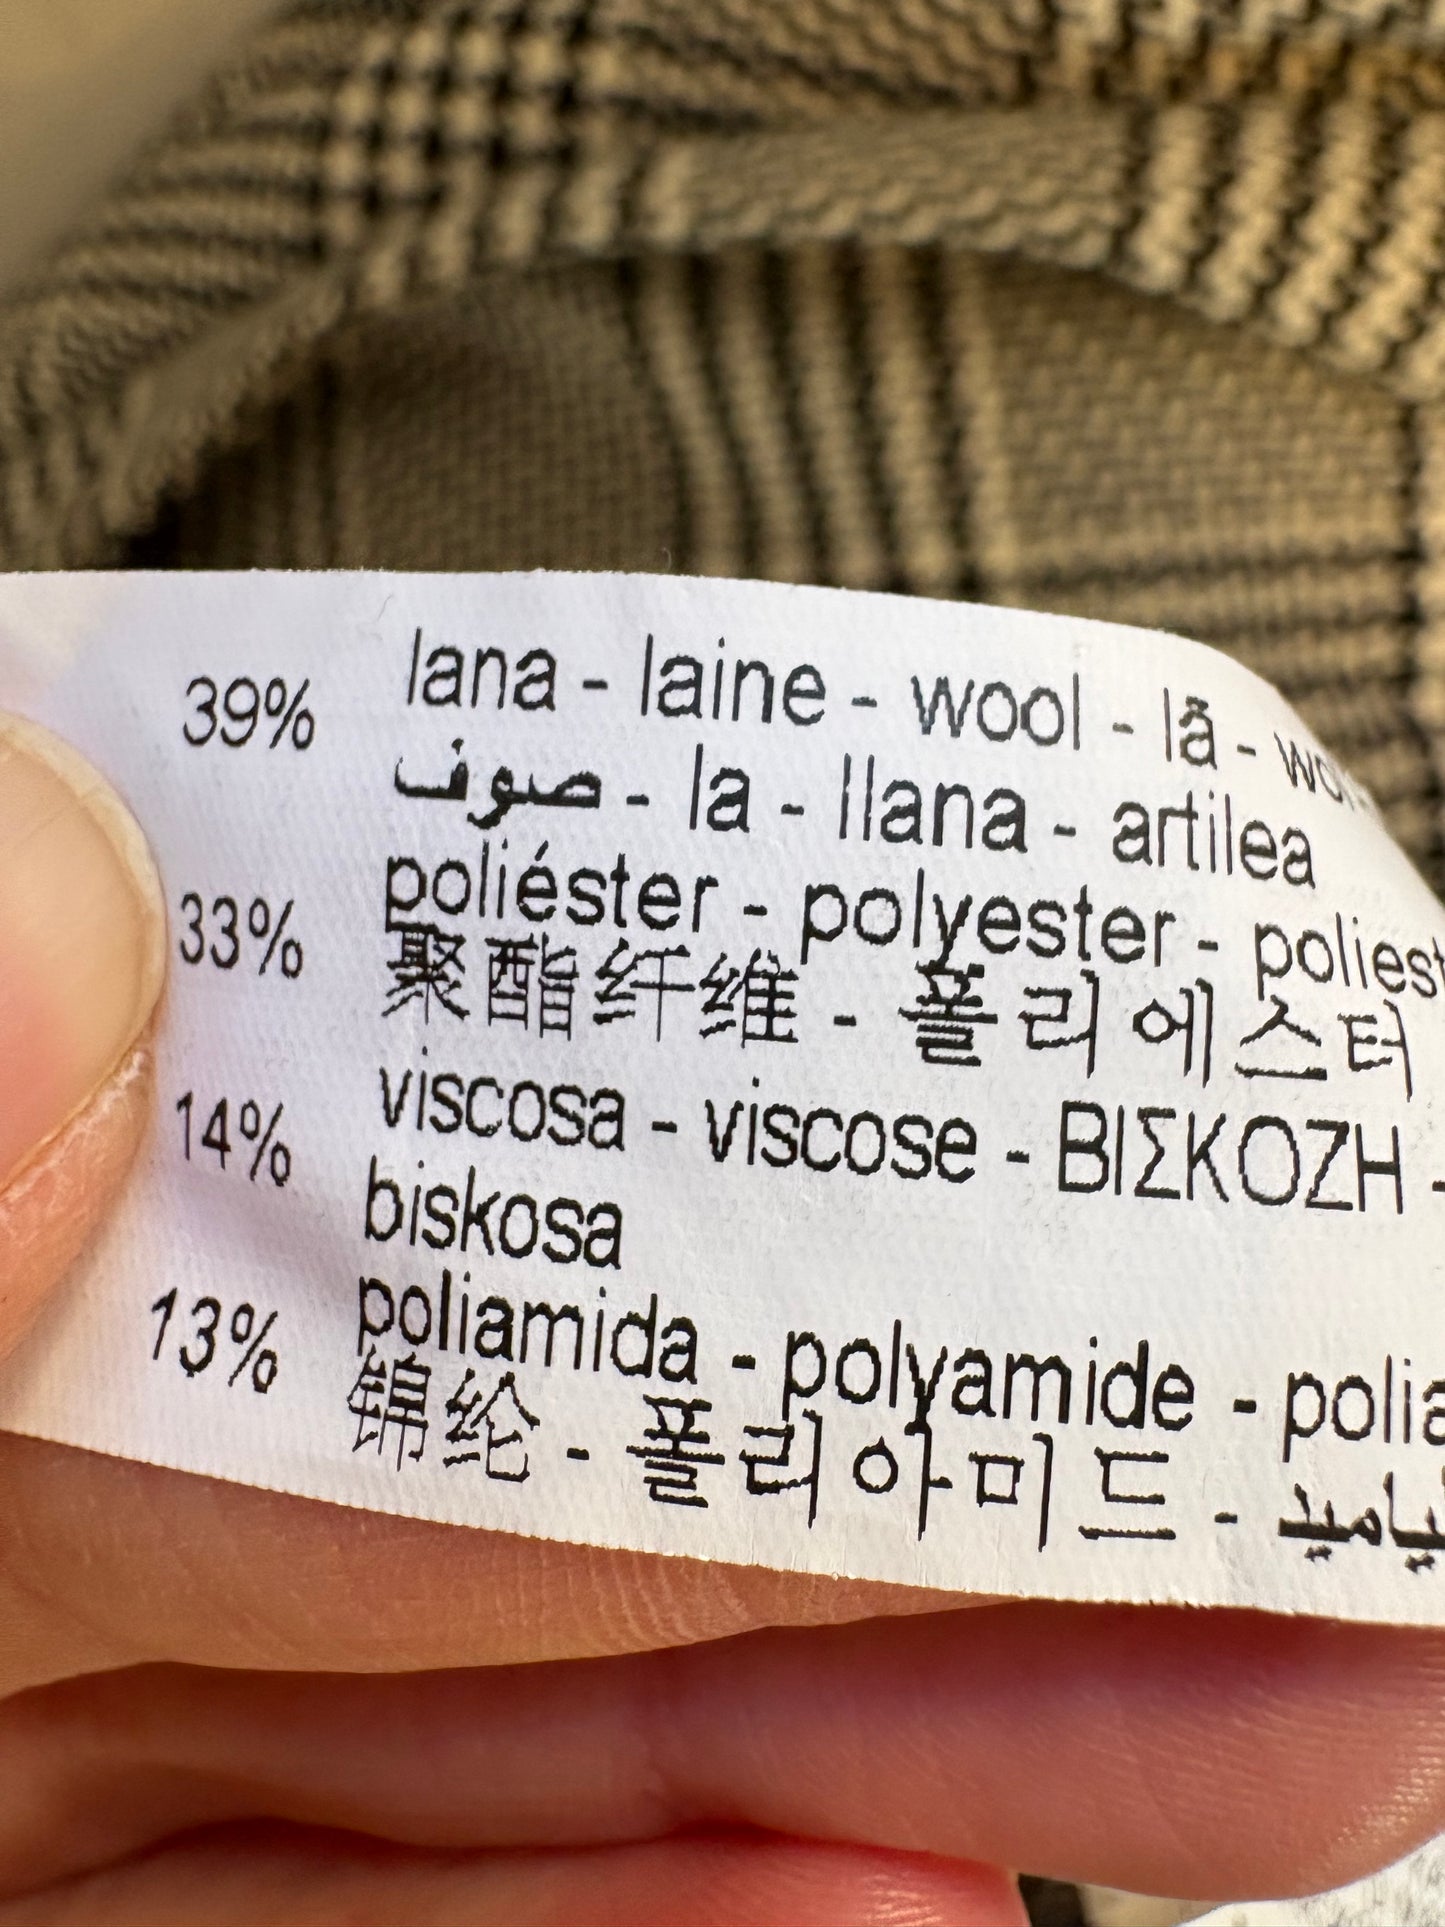 39% lana - laine - wool - lã -
صوف - la - llana - artilea
33% poliéster - polyester -
聚酯纤维 - 폴리에스터
14% viscosa - viscose - ΒΙΣΚΟΖΗ -
biskosa
13% poliamida - polyamide -
锦纶 - 폴리아미드 -